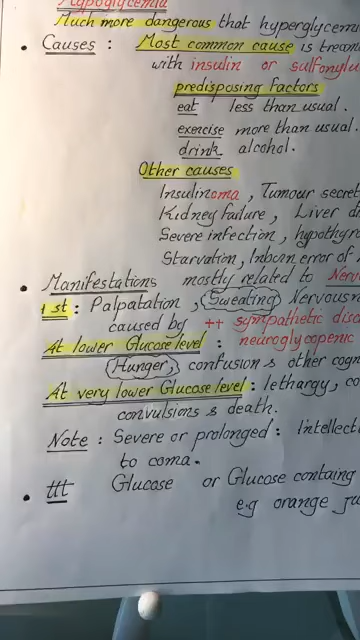 Hypoglycemia
Much more dangerous that hyperglycemi
• Causes : Most common cause is treatm
with insulin or sulfonylu
predisposing factors
eat less than usual.
exercise more than usual.
drink alcohol.
Other causes
Insulinoma, Tumour secret
Kidney failure, Liver di
Severe infection, hypothyro
Starvation, Inborn error of
• Manifestations mostly related to Nerv
1st : Palpatation, Sweating, Nervousn
caused by ++ sympathetic disc
At lower Glucose level : neuroglycopenic
Hunger, confusion & other cogn
At very lower Glucose level : lethargy, co
convulsions & death.
Note : Severe or prolonged : Intellect
to coma.
• ttt Glucose or Glucose containg
e.g orange Ju